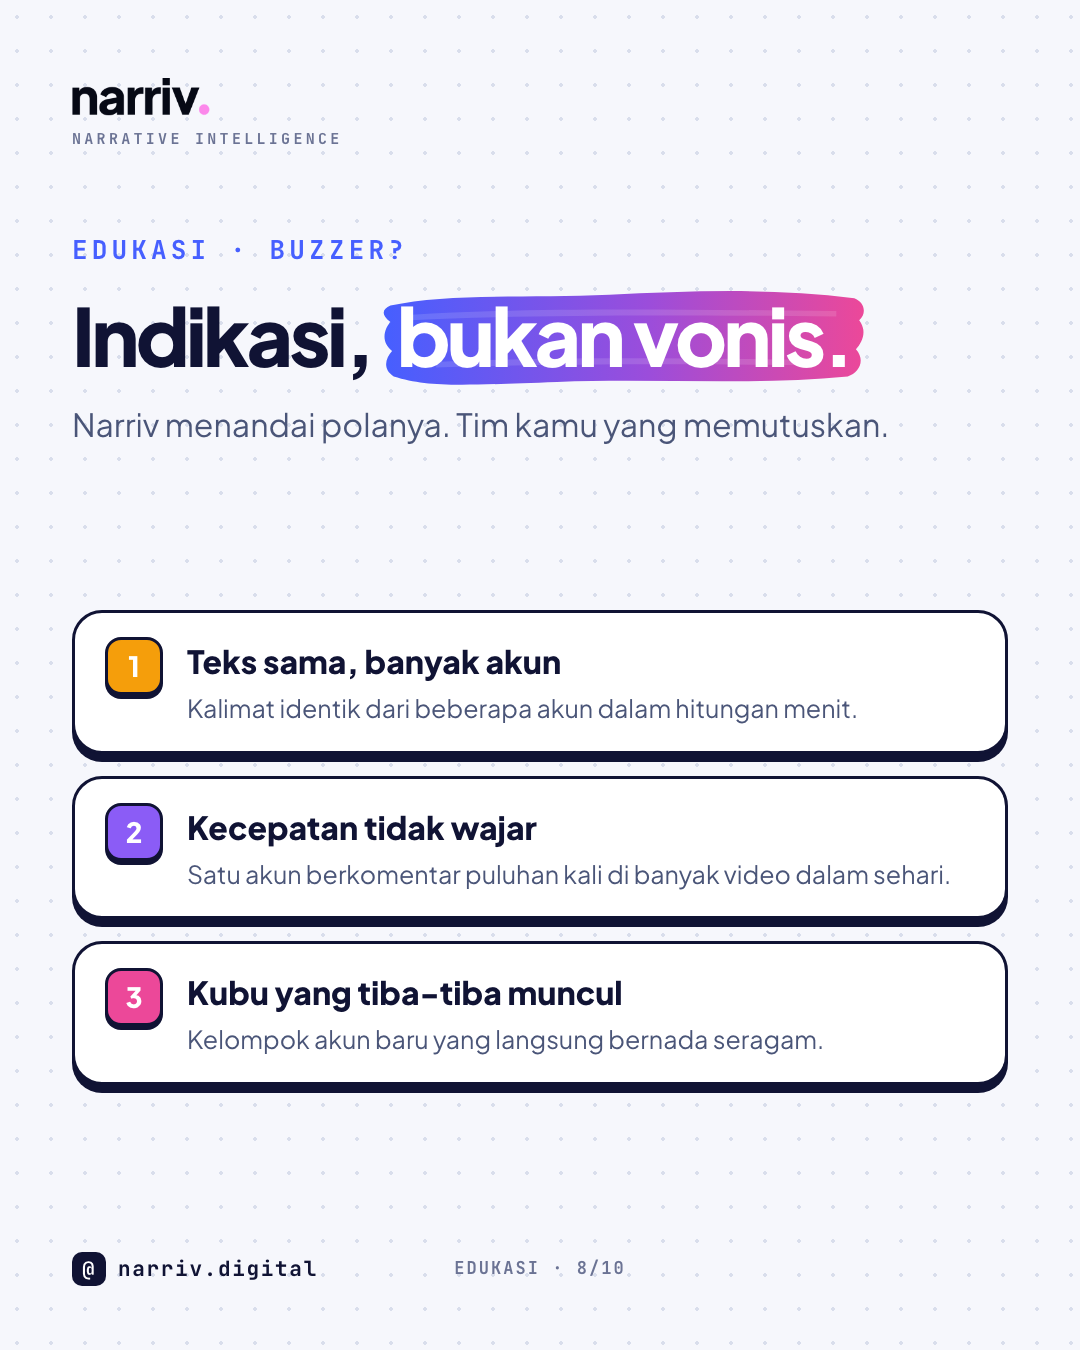 narriv.
NARRATIVE INTELLIGENCE
EDUKASI · BUZZER?
Indikasi, bukan vonis.
Narriv menandai polanya. Tim kamu yang memutuskan.
1
Teks sama, banyak akun
Kalimat identik dari beberapa akun dalam hitungan menit.
2
Kecepatan tidak wajar
Satu akun berkomentar puluhan kali di banyak video dalam sehari.
3
Kubu yang tiba-tiba muncul
Kelompok akun baru yang langsung bernada seragam.
@ narriv.digital
EDUKASI · 8/10